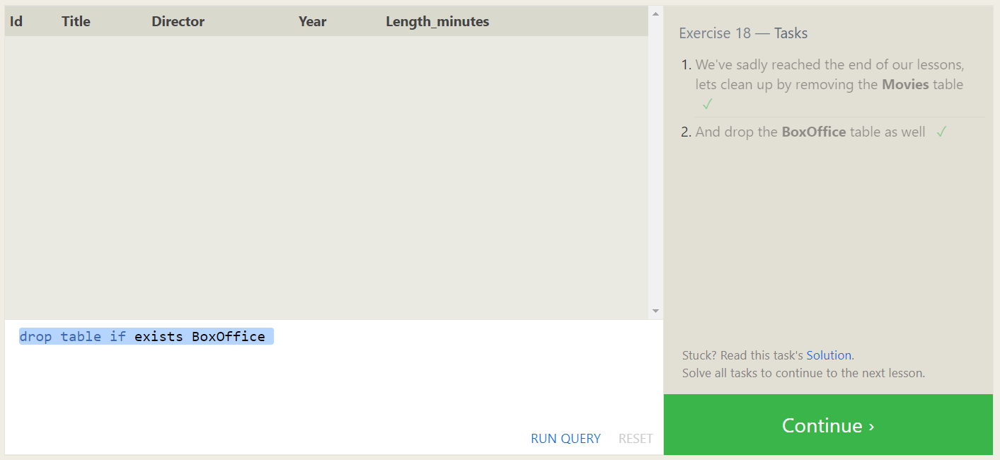 Id Title Director Year Length_minutes
drop table if exists BoxOffice
RUN QUERY RESET
Exercise 18 — Tasks
1. We've sadly reached the end of our lessons,
lets clean up by removing the Movies table
✓
2. And drop the BoxOffice table as well ✓
Stuck? Read this task's Solution.
Solve all tasks to continue to the next lesson.
Continue ›